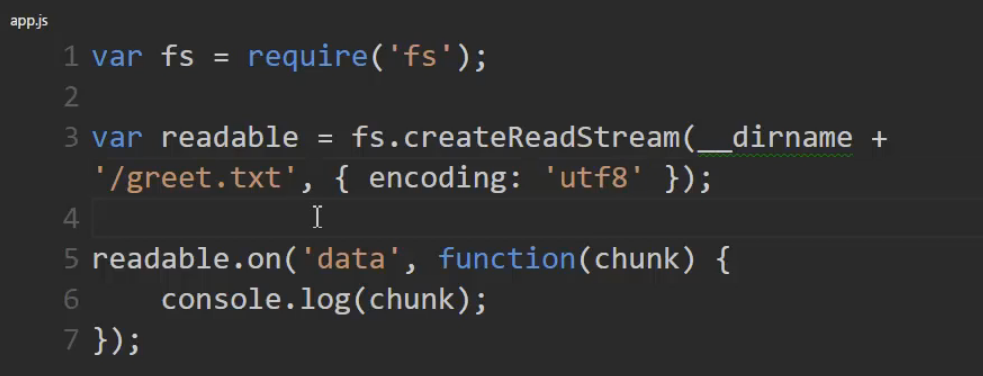 app.js
1 var fs = require('fs');
2
3 var readable = fs.createReadStream(__dirname +
'/greet.txt', { encoding: 'utf8' });
4
5 readable.on('data', function(chunk) {
6     console.log(chunk);
7 });